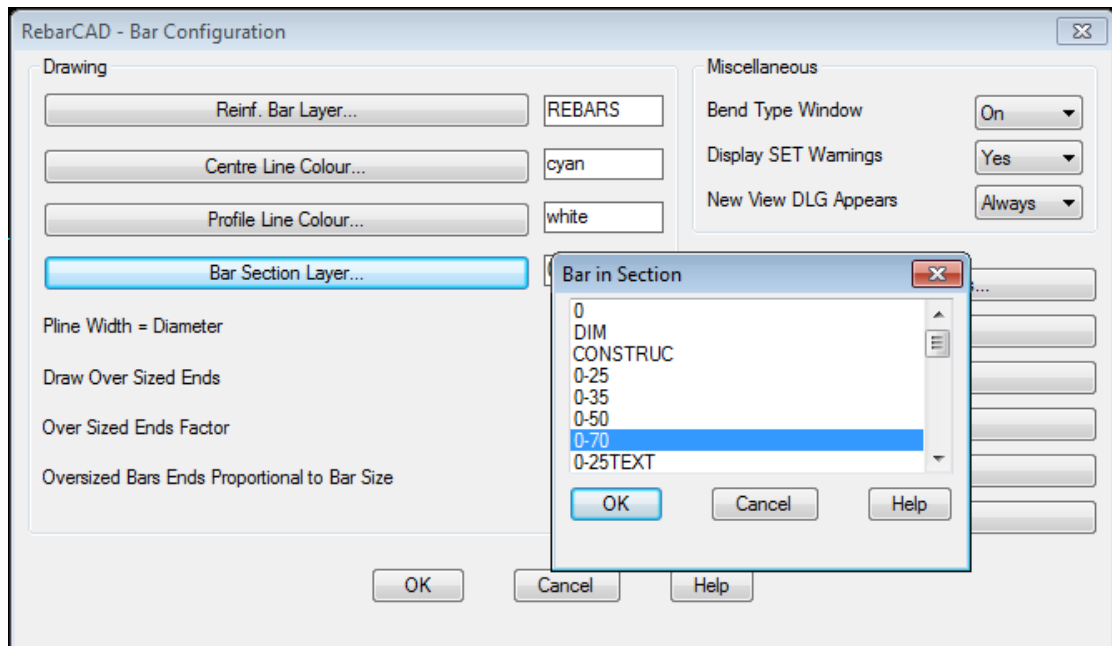 RebarCAD - Bar Configuration
Drawing
Reinf. Bar Layer...
REBARS
Centre Line Colour...
cyan
Profile Line Colour...
white
Bar Section Layer...
Pline Width = Diameter
Draw Over Sized Ends
Over Sized Ends Factor
Oversized Bars Ends Proportional to Bar Size
Miscellaneous
Bend Type Window
On
Display SET Warnings
Yes
New View DLG Appears
Always
Bar in Section
0
DIM
CONSTRUC
0-25
0-35
0-50
0-70
0-25TEXT
OK
Cancel
Help
OK
Cancel
Help